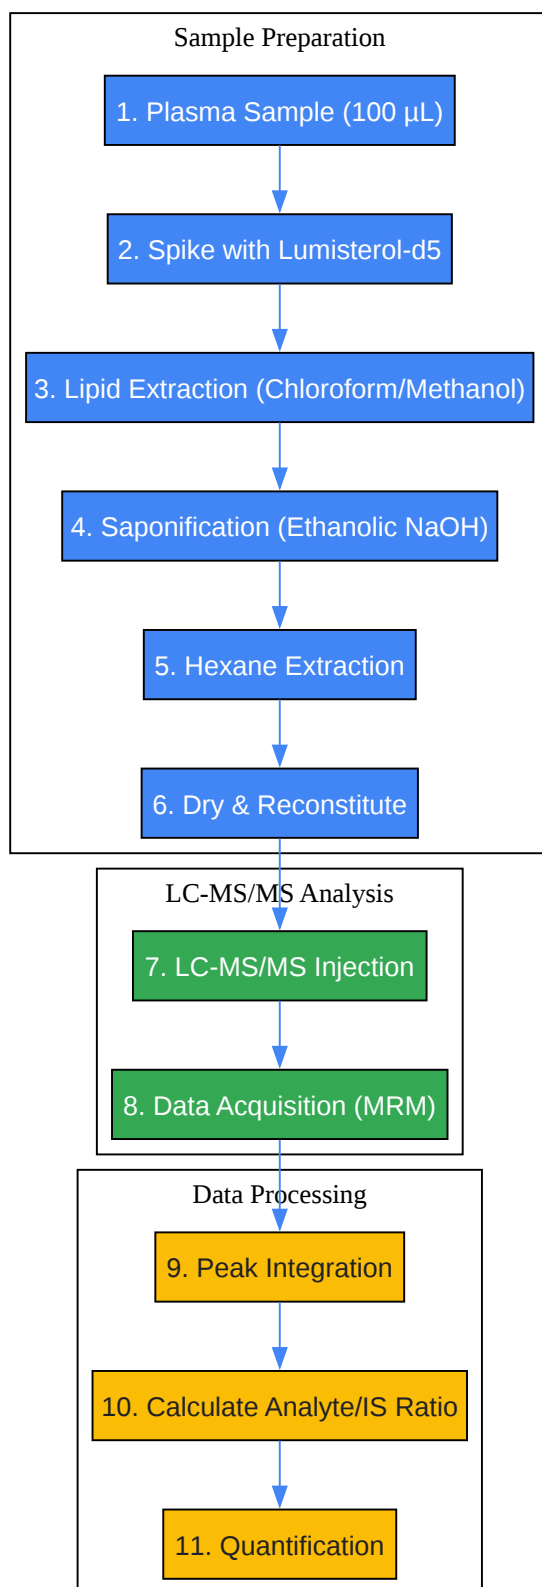 Sample Preparation
1. Plasma Sample (100 µL)
2. Spike with Lumisterol-d5
3. Lipid Extraction (Chloroform/Methanol)
4. Saponification (Ethanolic NaOH)
5. Hexane Extraction
6. Dry & Reconstitute
LC-MS/MS Analysis
7. LC-MS/MS Injection
8. Data Acquisition (MRM)
Data Processing
9. Peak Integration
10. Calculate Analyte/IS Ratio
11. Quantification